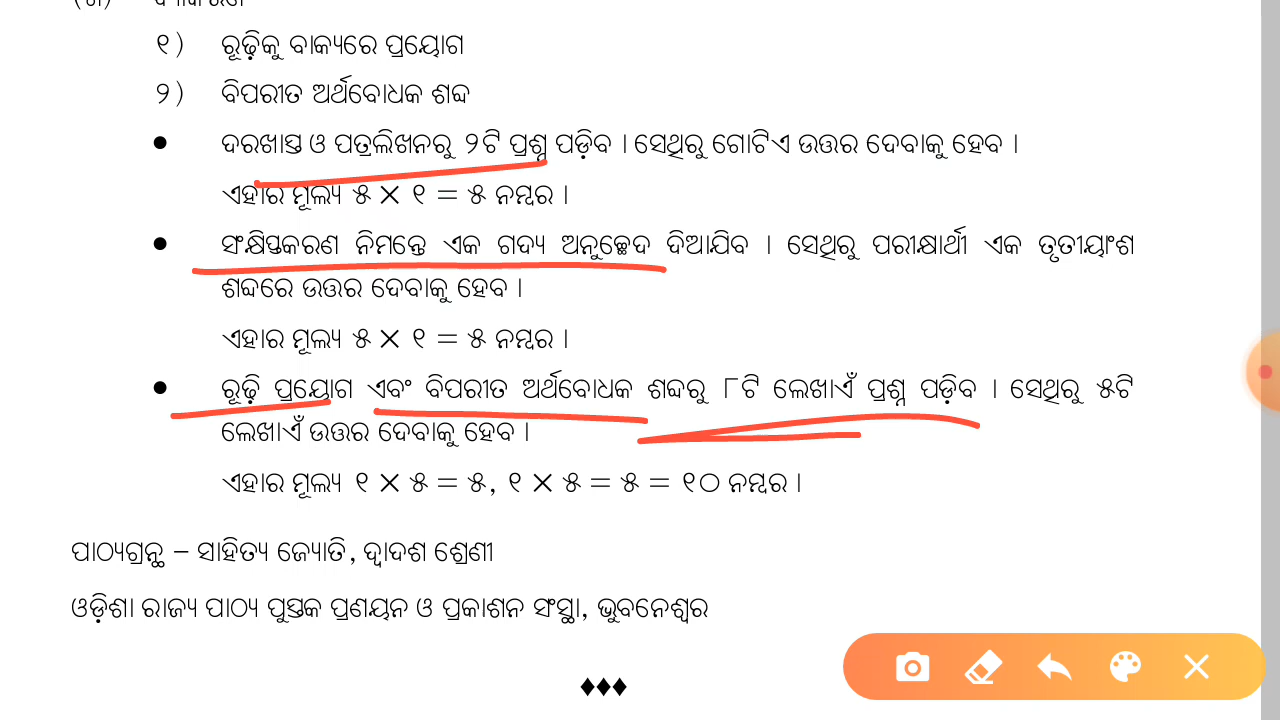 ୧) ରୂଢ଼ିକୁ ବାକ୍ୟରେ ପ୍ରୟୋଗ
୨) ବିପରୀତ ଅର୍ଥବୋଧକ ଶବ୍ଦ
● ଦରଖାସ୍ତ ଓ ପତ୍ରଲିଖନରୁ ୨ଟି ପ୍ରଶ୍ନ ପଡ଼ିବ । ସେଥିରୁ ଗୋଟିଏ ଉତ୍ତର ଦେବାକୁ ହେବ ।
ଏହାର ମୂଲ୍ୟ ୫ × ୧ = ୫ ନମ୍ବର ।
● ସଂକ୍ଷିପ୍ତକରଣ ନିମନ୍ତେ ଏକ ଗଦ୍ୟ ଅନୁଚ୍ଛେଦ ଦିଆଯିବ । ସେଥିରୁ ପରୀକ୍ଷାର୍ଥୀ ଏକ ତୃତୀୟାଂଶ
ଶବ୍ଦରେ ଉତ୍ତର ଦେବାକୁ ହେବ ।
ଏହାର ମୂଲ୍ୟ ୫ × ୧ = ୫ ନମ୍ବର ।
● ରୂଢ଼ି ପ୍ରୟୋଗ ଏବଂ ବିପରୀତ ଅର୍ଥବୋଧକ ଶବ୍ଦରୁ ୮ଟି ଲେଖାଏଁ ପ୍ରଶ୍ନ ପଡ଼ିବ । ସେଥିରୁ ୫ଟି
ଲେଖାଏଁ ଉତ୍ତର ଦେବାକୁ ହେବ ।
ଏହାର ମୂଲ୍ୟ ୧ × ୫ = ୫, ୧ × ୫ = ୫ = ୧୦ ନମ୍ବର ।
ପାଠ୍ୟଗ୍ରନ୍ଥ – ସାହିତ୍ୟ ଜ୍ୟୋତି, ଦ୍ୱାଦଶ ଶ୍ରେଣୀ
ଓଡ଼ିଶା ରାଜ୍ୟ ପାଠ୍ୟ ପୁସ୍ତକ ପ୍ରଣୟନ ଓ ପ୍ରକାଶନ ସଂସ୍ଥା, ଭୁବନେଶ୍ୱର